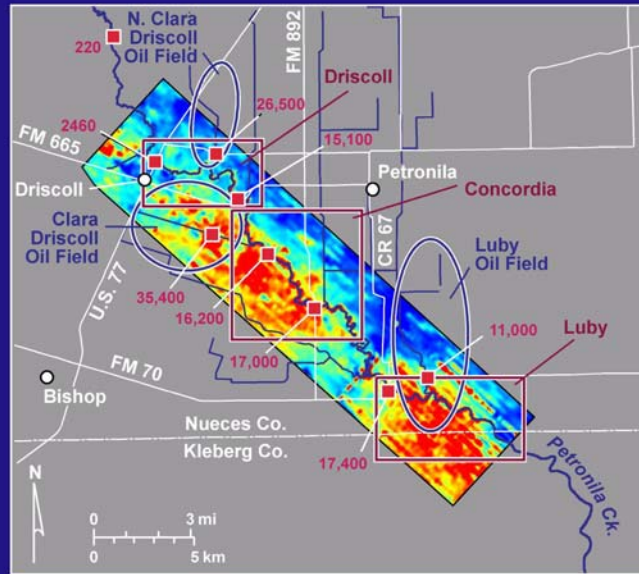 N. Clara
Driscoll
Oil Field
FM 892
220
Driscoll
26,500
2460
15,100
FM 665
Driscoll
Petronila
Concordia
Clara
Driscoll
Oil Field
CR 67
Luby
Oil Field
U.S. 77
35,400
16,200
17,000
11,000
Luby
FM 70
Bishop
Nueces Co.
Kleberg Co.
17,400
Petronila Ck.
N
0 3 mi
0 5 km